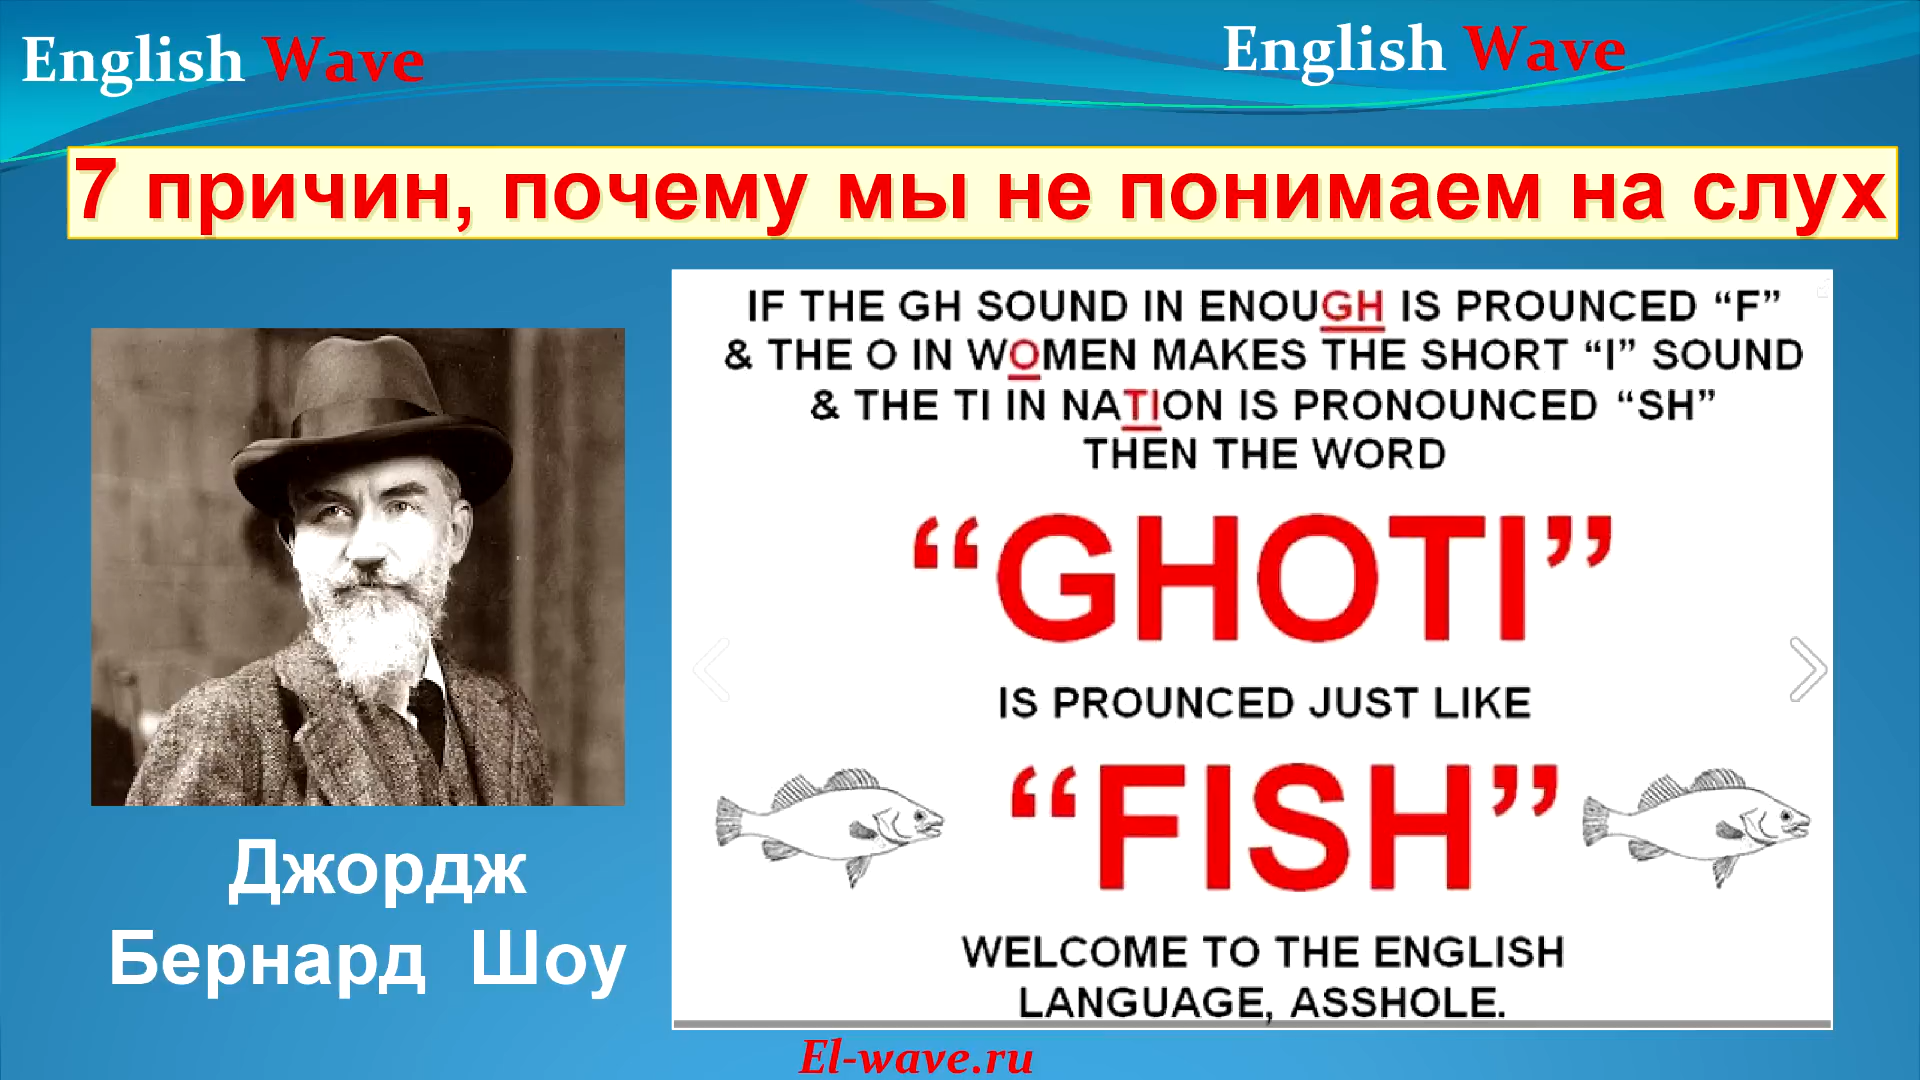 English Wave
English Wave
7 причин, почему мы не понимаем на слух
IF THE GH SOUND IN ENOUGH IS PROUNCED “F”
& THE O IN WOMEN MAKES THE SHORT “I” SOUND
& THE TI IN NATION IS PRONOUNCED “SH”
THEN THE WORD
“GHOTI”
IS PROUNCED JUST LIKE
“FISH”
WELCOME TO THE ENGLISH
LANGUAGE, ASSHOLE.
Джордж
Бернард Шоу
El-wave.ru